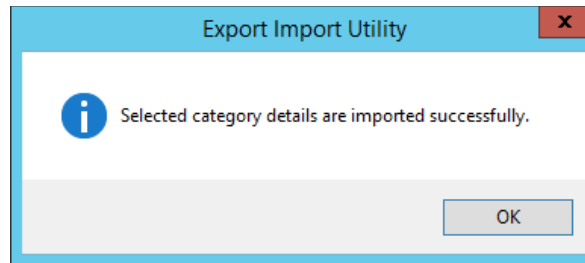 Export Import Utility
x
Selected category details are imported successfully.
OK